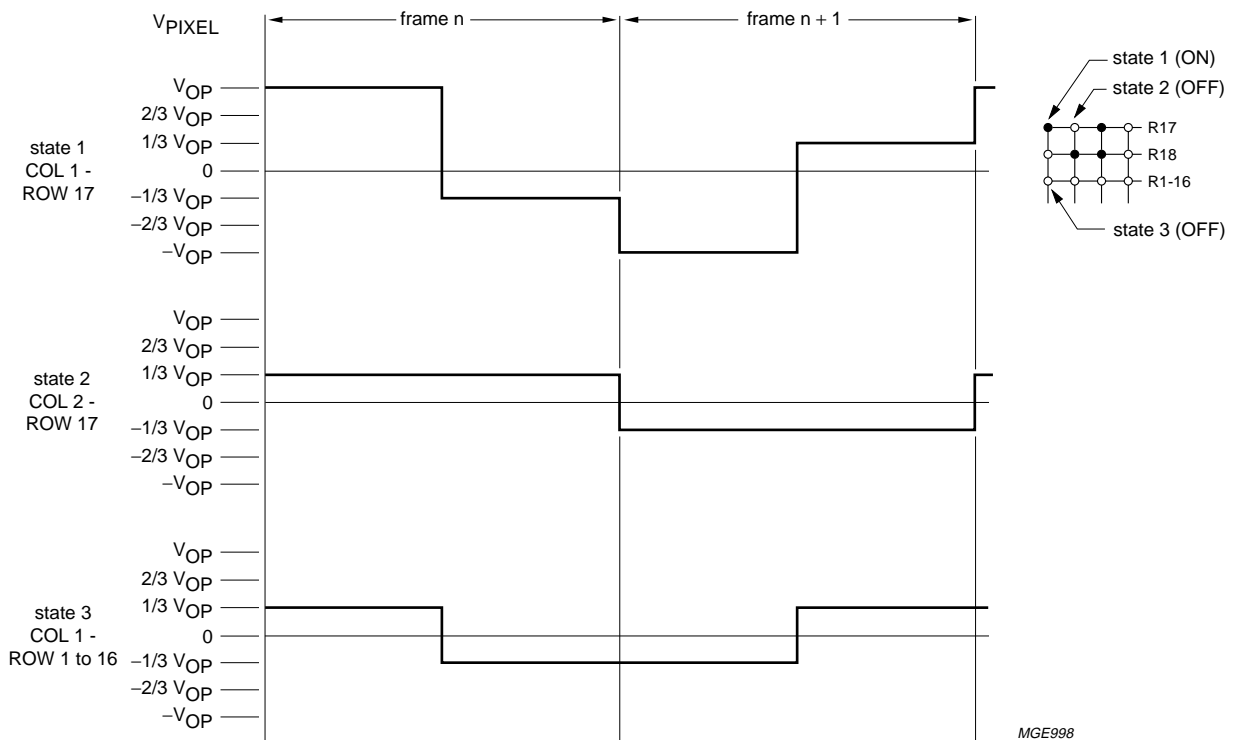 VPIXEL
frame n
frame n + 1
state 1
COL 1 -
ROW 17
VOP
2/3 VOP
1/3 VOP
0
−1/3 VOP
−2/3 VOP
−VOP
state 1 (ON)
state 2 (OFF)
R17
R18
R1-16
state 3 (OFF)
state 2
COL 2 -
ROW 17
VOP
2/3 VOP
1/3 VOP
0
−1/3 VOP
−2/3 VOP
−VOP
state 3
COL 1 -
ROW 1 to 16
VOP
2/3 VOP
1/3 VOP
0
−1/3 VOP
−2/3 VOP
−VOP
MGE998